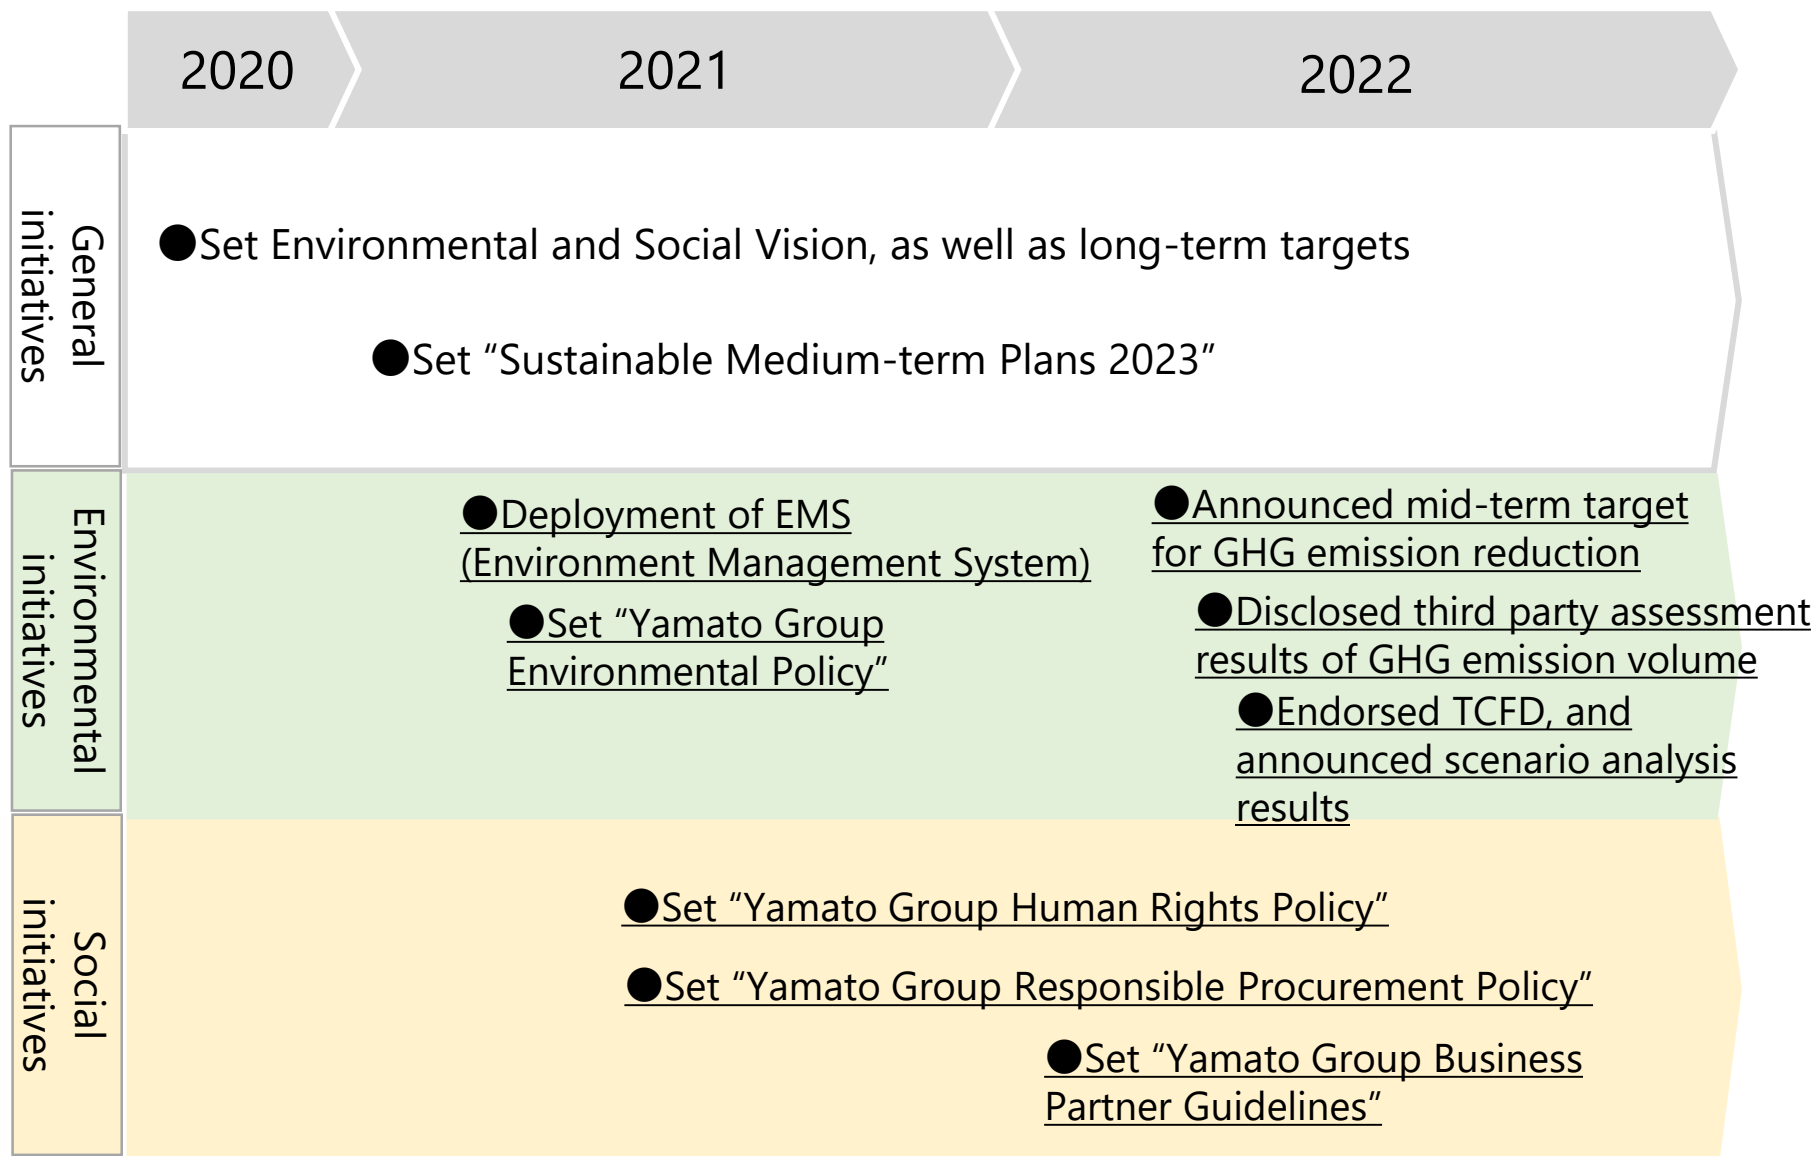 2020
2021
2022
General
initiatives
●Set Environmental and Social Vision, as well as long-term targets
●Set “Sustainable Medium-term Plans 2023”
Environmental
initiatives
●Deployment of EMS
(Environment Management System)
●Set “Yamato Group
Environmental Policy”
●Announced mid-term target
for GHG emission reduction
●Disclosed third party assessment
results of GHG emission volume
●Endorsed TCFD, and
announced scenario analysis
results
Social
initiatives
●Set “Yamato Group Human Rights Policy”
●Set “Yamato Group Responsible Procurement Policy”
●Set “Yamato Group Business
Partner Guidelines”